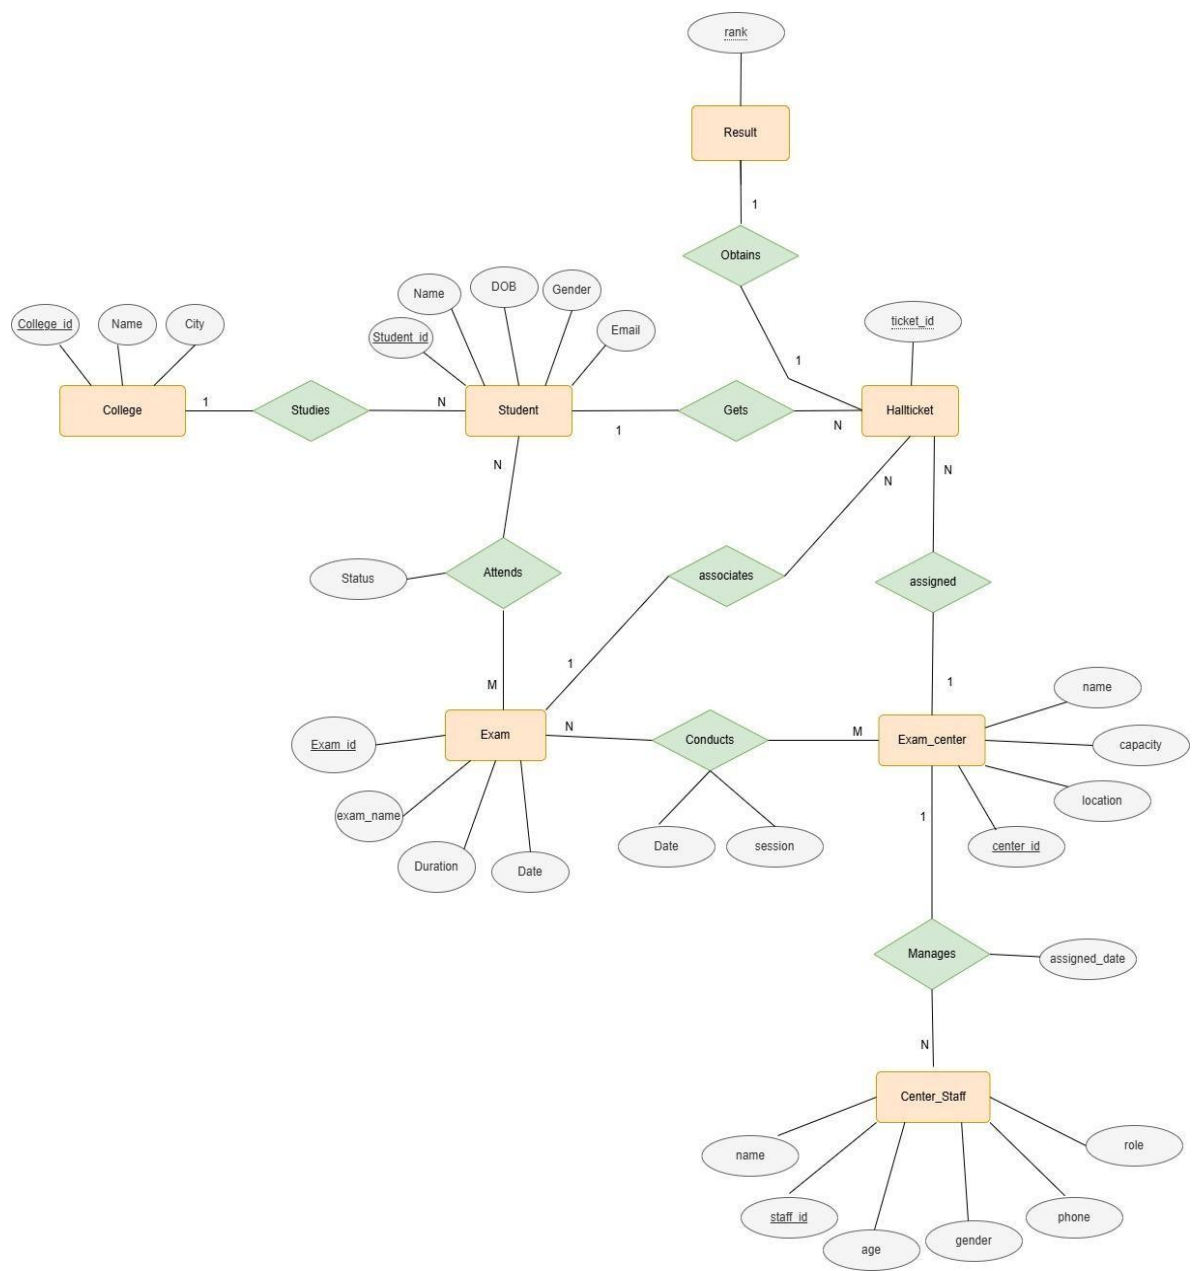 rank
Result
1
Obtains
1
College_id
Name
City
Student_id
Name
DOB
Gender
Email
ticket_id
College
1
Studies
N
Student
1
Gets
N
Hallticket
N
N
N
Status
Attends
associates
assigned
M
1
1
Exam_id
Exam
N
Conducts
M
Exam_center
name
capacity
location
center_id
exam_name
Duration
Date
Date
session
1
Manages
assigned_date
N
Center_Staff
name
staff_id
age
gender
phone
role